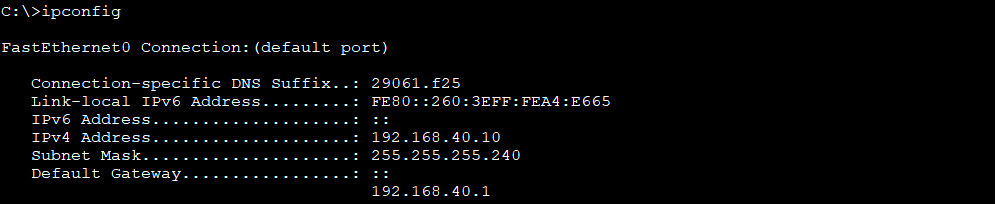 C:\>ipconfig
FastEthernet0 Connection:(default port)
Connection-specific DNS Suffix..: 29061.f25
Link-local IPv6 Address.........: FE80::260:3EFF:FEA4:E665
IPv6 Address....................: ::
IPv4 Address....................: 192.168.40.10
Subnet Mask.....................: 255.255.255.240
Default Gateway.................: ::
192.168.40.1